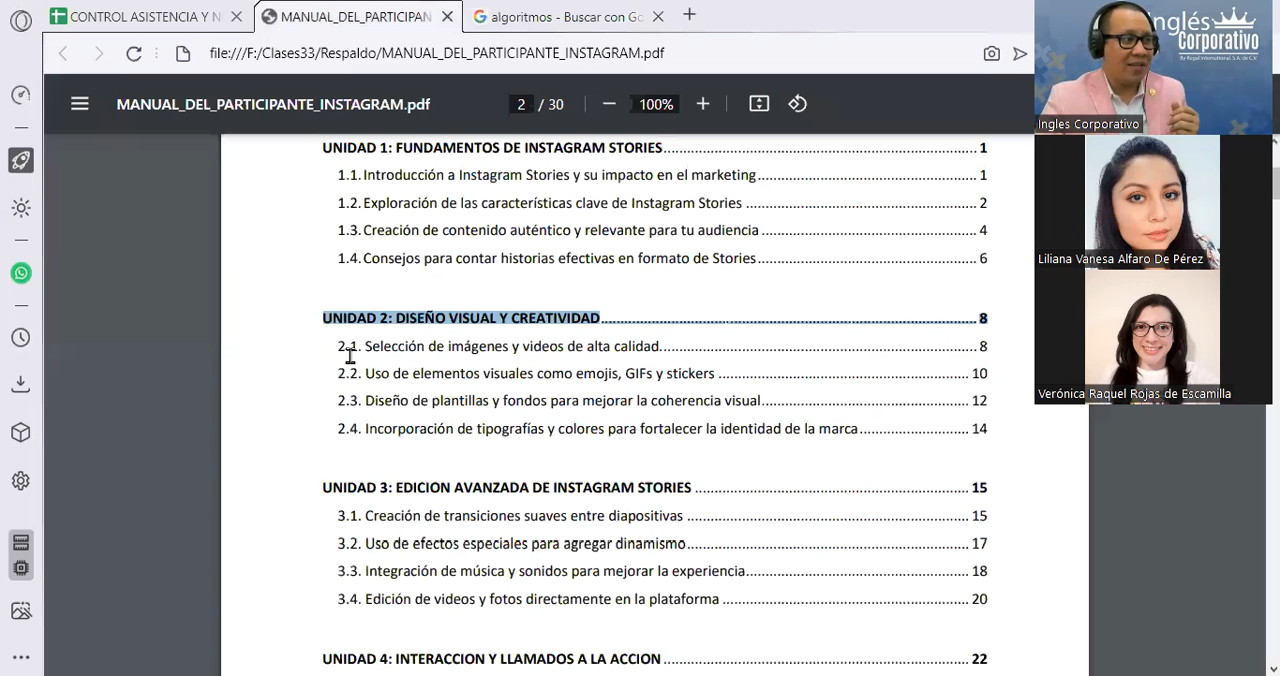 CONTROL ASISTENCIA Y N
MANUAL_DEL_PARTICIPAN
algoritmos - Buscar con Go
file:///F:/Clases33/Respaldo/MANUAL_DEL_PARTICIPANTE_INSTAGRAM.pdf
MANUAL_DEL_PARTICIPANTE_INSTAGRAM.pdf
2 / 30
100%
UNIDAD 1: FUNDAMENTOS DE INSTAGRAM STORIES 1
1.1. Introducción a Instagram Stories y su impacto en el marketing 1
1.2. Exploración de las características clave de Instagram Stories 2
1.3. Creación de contenido auténtico y relevante para tu audiencia 4
1.4. Consejos para contar historias efectivas en formato de Stories 6
UNIDAD 2: DISEÑO VISUAL Y CREATIVIDAD 8
2.1. Selección de imágenes y videos de alta calidad 8
2.2. Uso de elementos visuales como emojis, GIFs y stickers 10
2.3. Diseño de plantillas y fondos para mejorar la coherencia visual 12
2.4. Incorporación de tipografías y colores para fortalecer la identidad de la marca 14
UNIDAD 3: EDICION AVANZADA DE INSTAGRAM STORIES 15
3.1. Creación de transiciones suaves entre diapositivas 15
3.2. Uso de efectos especiales para agregar dinamismo 17
3.3. Integración de música y sonidos para mejorar la experiencia 18
3.4. Edición de videos y fotos directamente en la plataforma 20
UNIDAD 4: INTERACCION Y LLAMADOS A LA ACCION 22
Inglés
Corporativo
By Regal International, S.A. de C.V.
Ingles Corporativo
Liliana Vanesa Alfaro De Pérez
Verónica Raquel Rojas de Escamilla